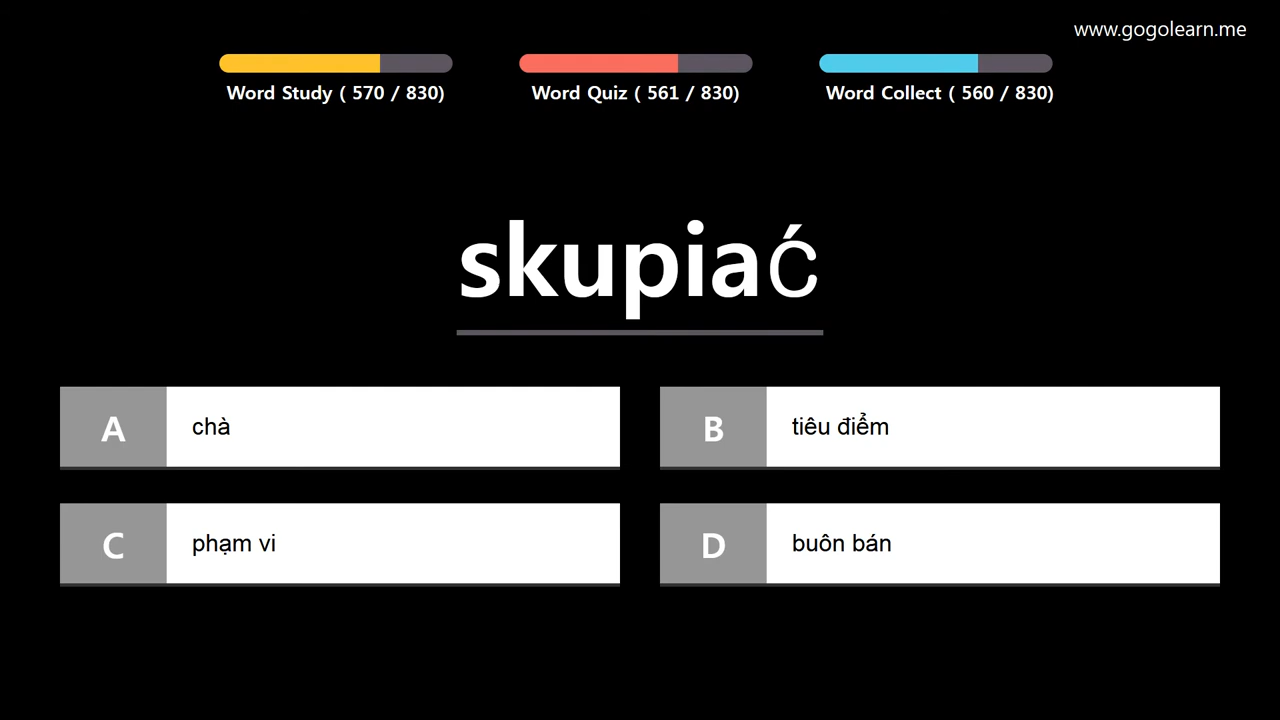 www.gogolearn.me
Word Study ( 570 / 830)
Word Quiz ( 561 / 830)
Word Collect ( 560 / 830)
skupiać
A chà
B tiêu điểm
C phạm vi
D buôn bán